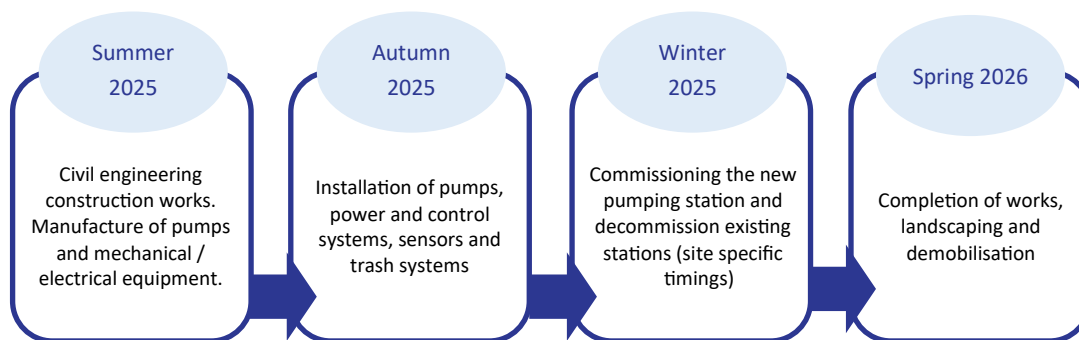 Summer
2025
Civil engineering
construction works.
Manufacture of pumps
and mechanical /
electrical equipment.
Autumn
2025
Installation of pumps,
power and control
systems, sensors and
trash systems
Winter
2025
Commissioning the new
pumping station and
decommission existing
stations (site specific
timings)
Spring 2026
Completion of works,
landscaping and
demobilisation